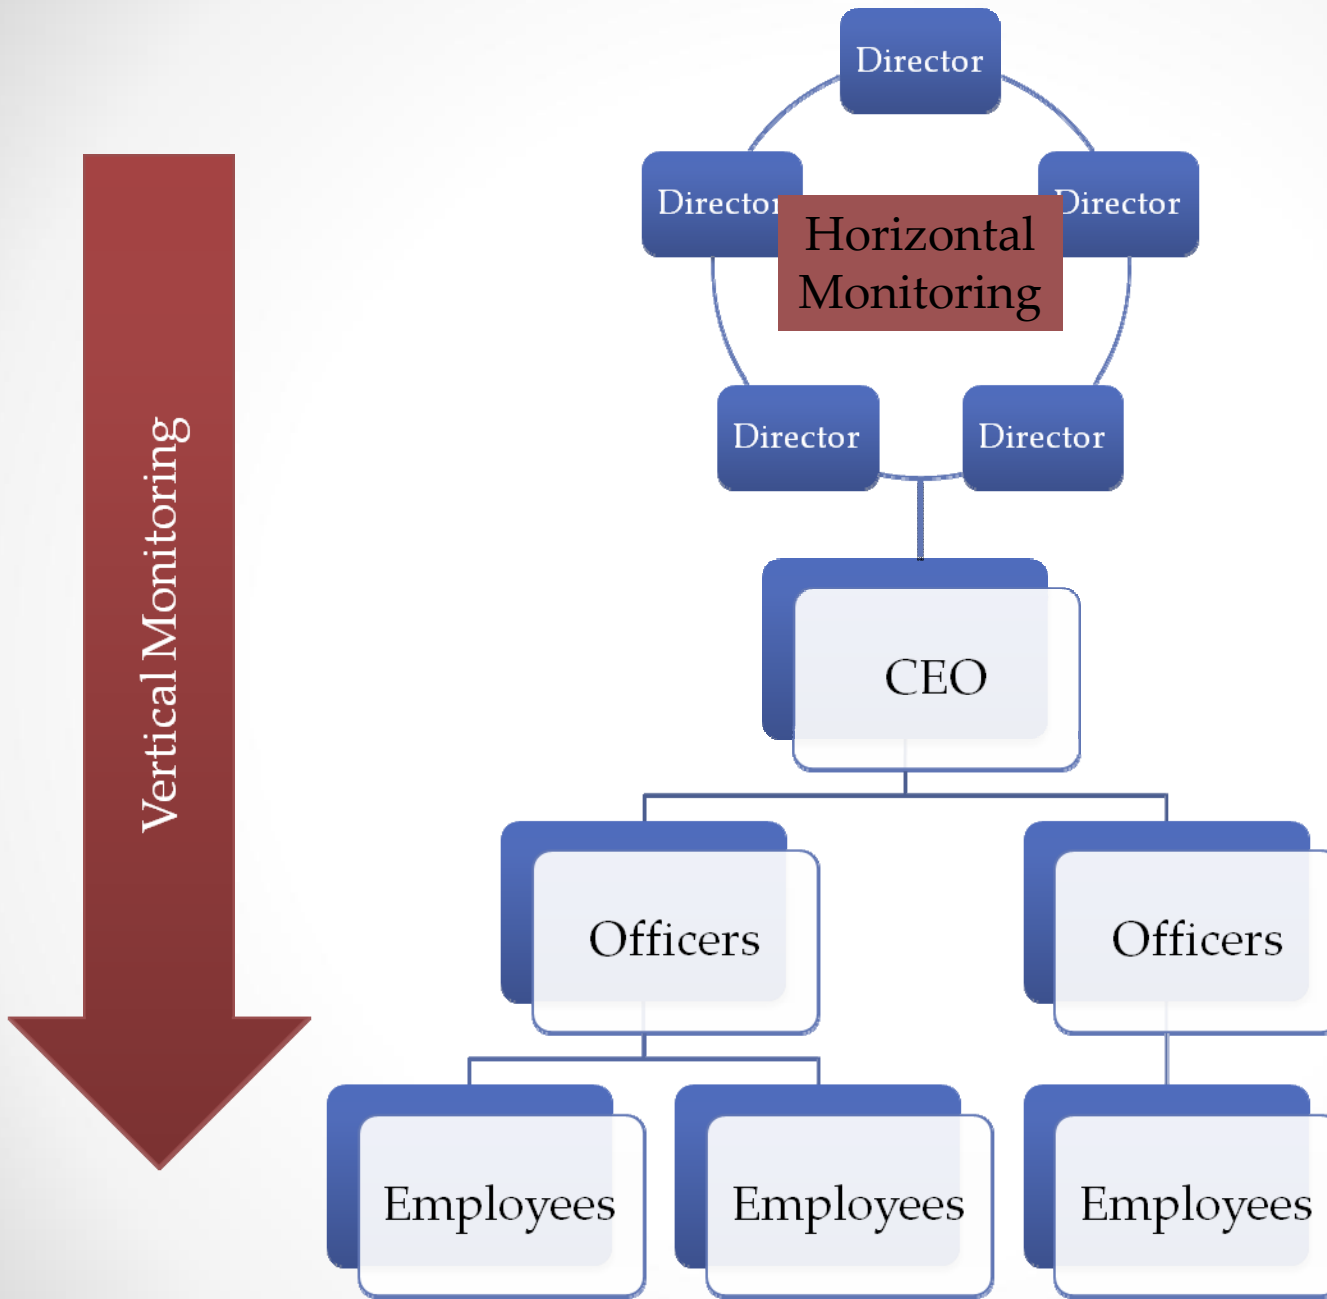 Director
Director
Director
Horizontal
Monitoring
Director
Director
Vertical Monitoring
CEO
Officers
Officers
Employees
Employees
Employees